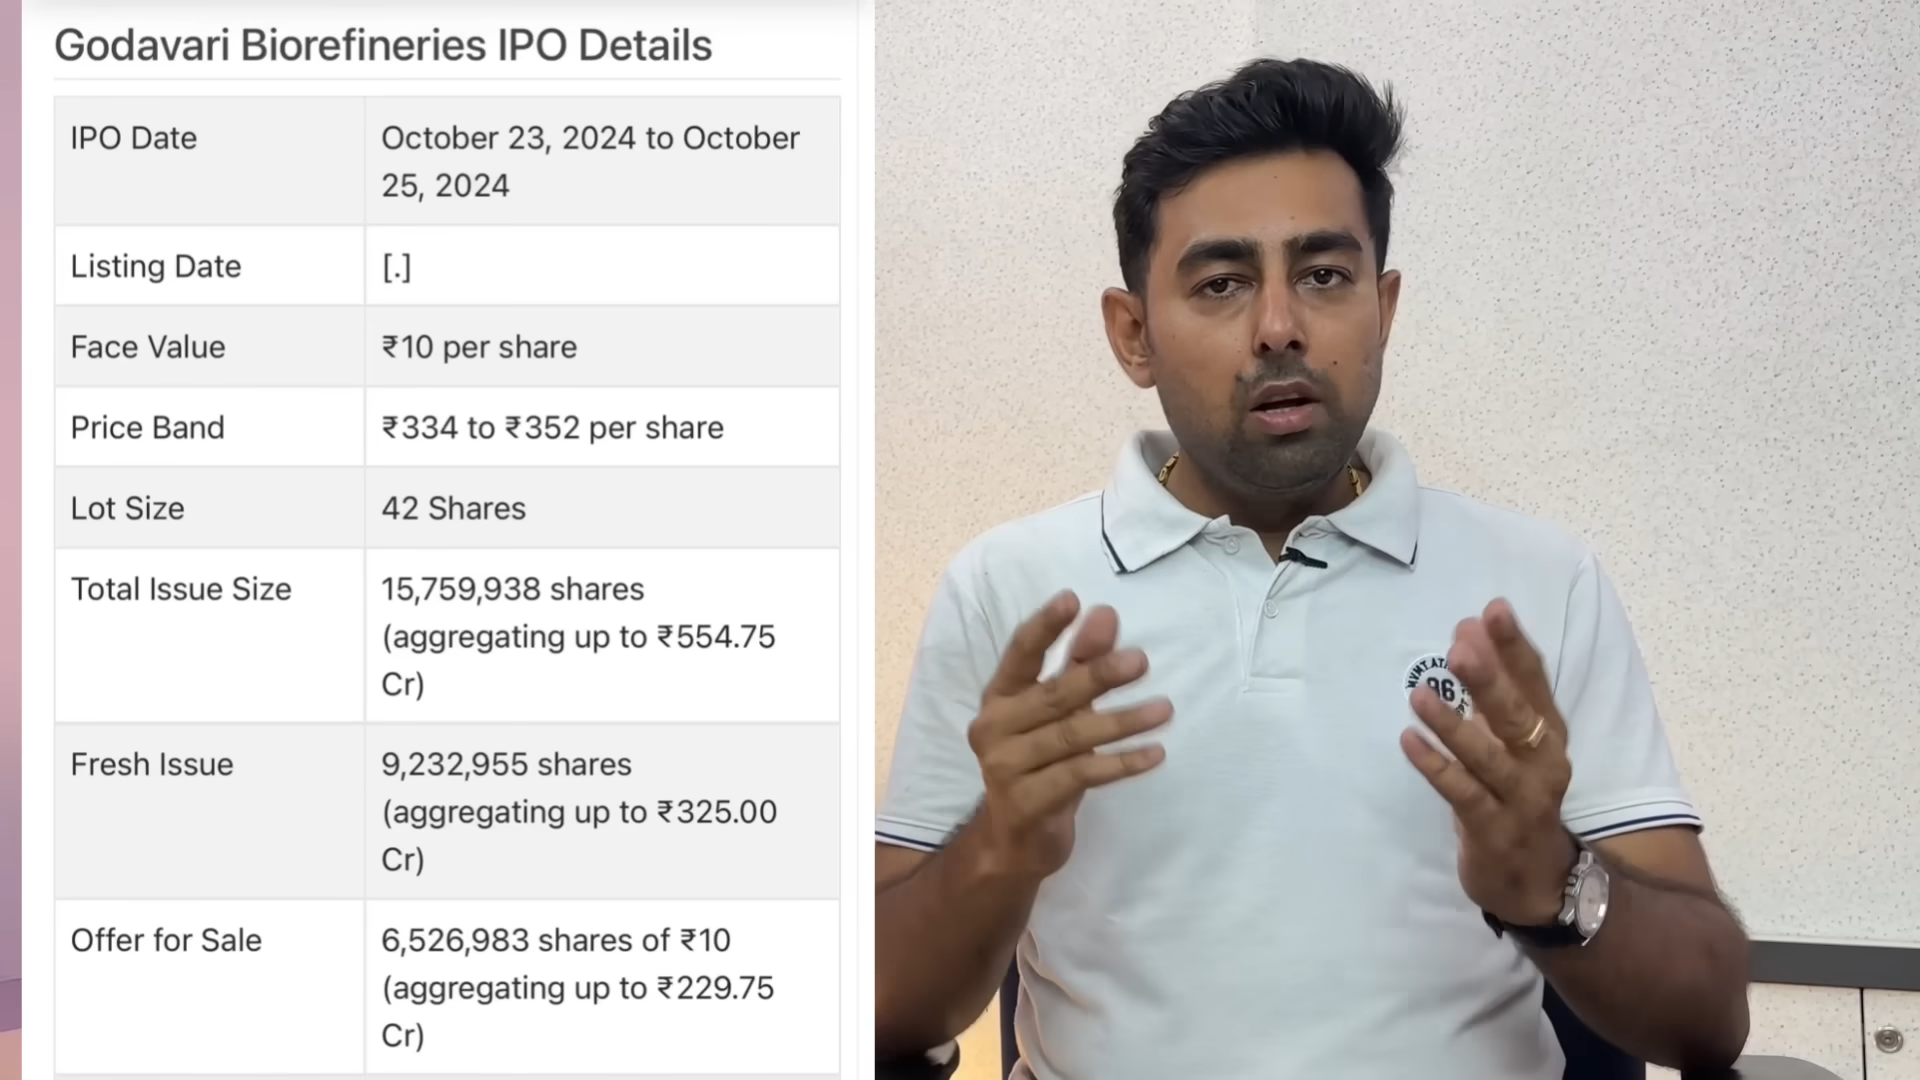 Godavari Biorefineries IPO Details
IPO Date
October 23, 2024 to October
25, 2024
Listing Date
[.]
Face Value
₹10 per share
Price Band
₹334 to ₹352 per share
Lot Size
42 Shares
Total Issue Size
15,759,938 shares
(aggregating up to ₹554.75
Cr)
Fresh Issue
9,232,955 shares
(aggregating up to ₹325.00
Cr)
Offer for Sale
6,526,983 shares of ₹10
(aggregating up to ₹229.75
Cr)
96